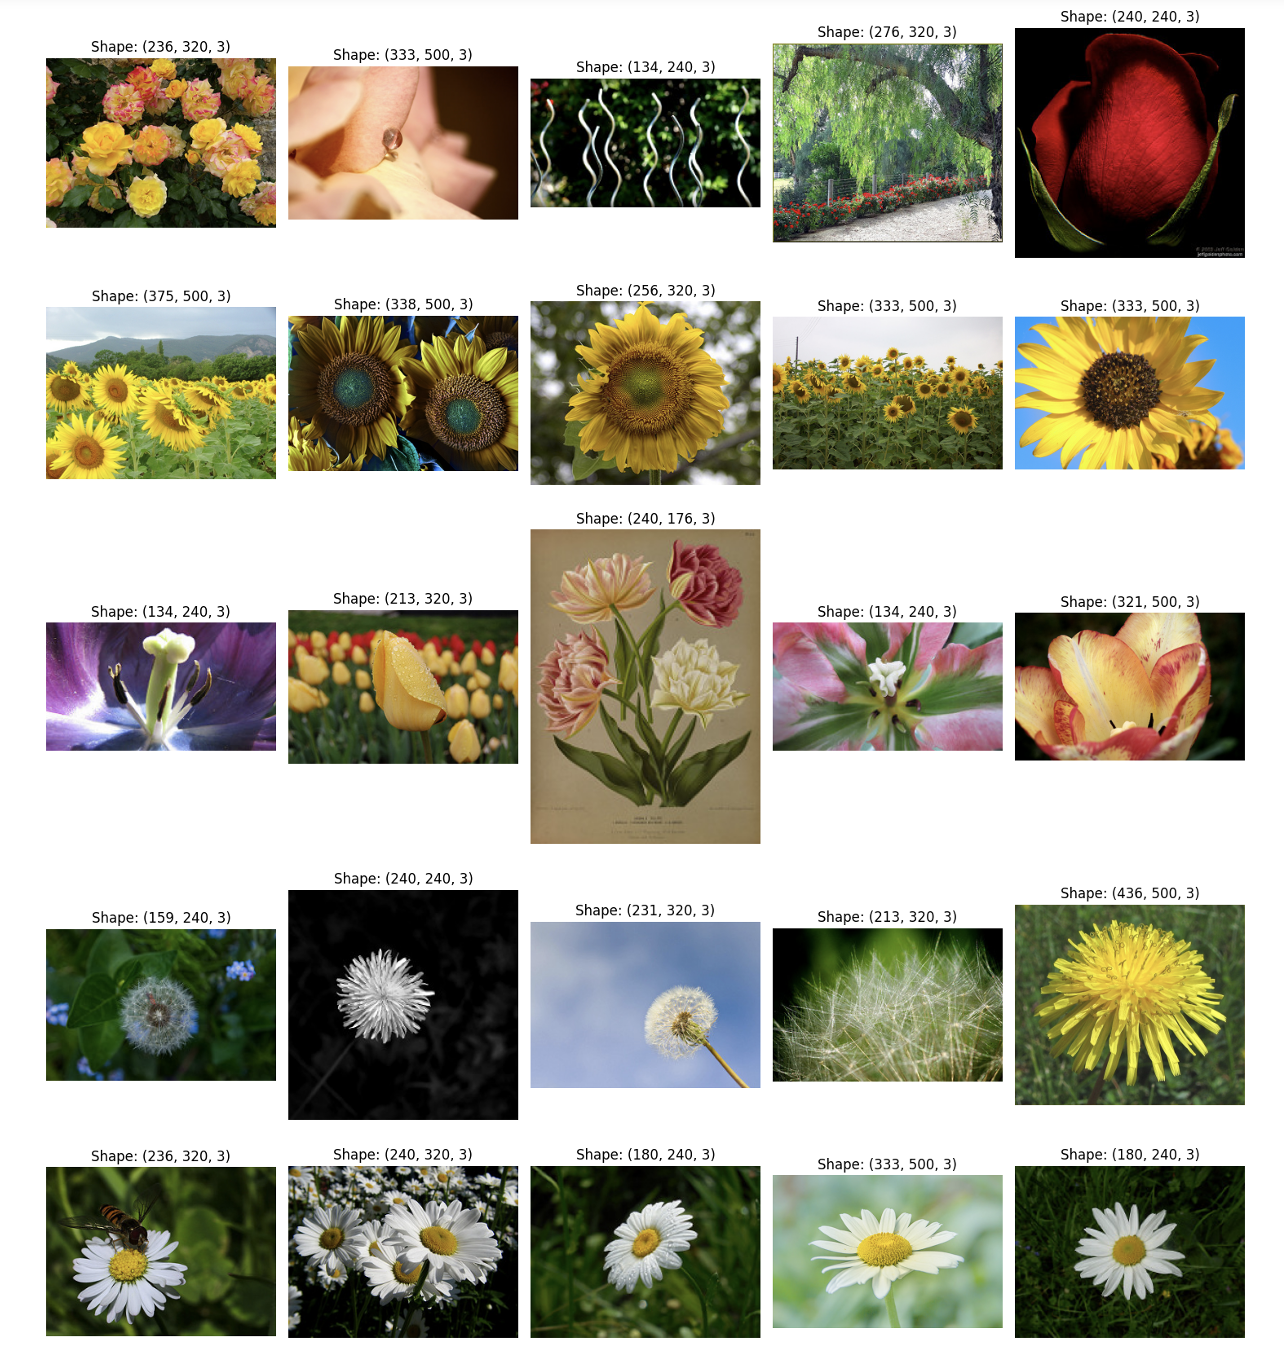 Shape: (236, 320, 3)
Shape: (333, 500, 3)
Shape: (134, 240, 3)
Shape: (276, 320, 3)
Shape: (240, 240, 3)
Shape: (375, 500, 3)
Shape: (338, 500, 3)
Shape: (256, 320, 3)
Shape: (333, 500, 3)
Shape: (333, 500, 3)
Shape: (134, 240, 3)
Shape: (213, 320, 3)
Shape: (240, 176, 3)
Shape: (134, 240, 3)
Shape: (321, 500, 3)
Shape: (159, 240, 3)
Shape: (240, 240, 3)
Shape: (231, 320, 3)
Shape: (213, 320, 3)
Shape: (436, 500, 3)
Shape: (236, 320, 3)
Shape: (240, 320, 3)
Shape: (180, 240, 3)
Shape: (333, 500, 3)
Shape: (180, 240, 3)